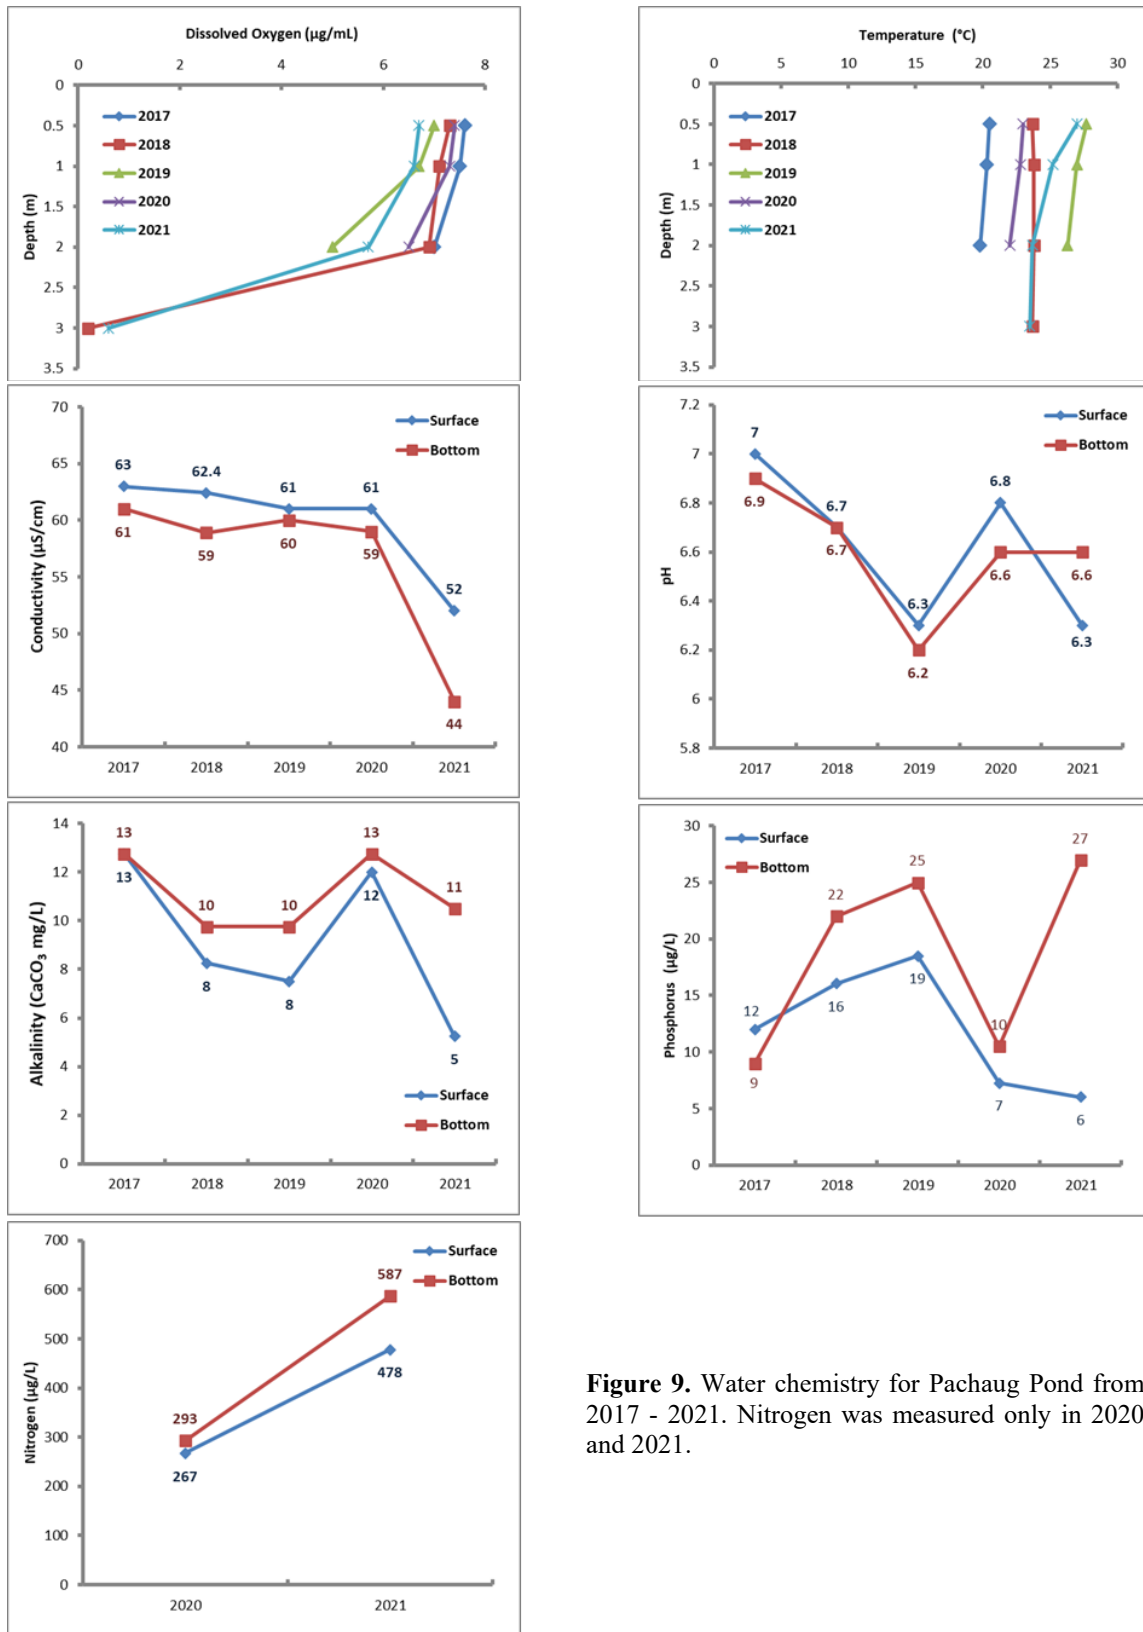 Dissolved Oxygen (µg/mL)
0 2 4 6 8
0
0.5
1
1.5
2
2.5
3
3.5
Depth (m)
2017
2018
2019
2020
2021
Temperature (°C)
0 5 10 15 20 25 30
0
0.5
1
1.5
2
2.5
3
3.5
Depth (m)
2017
2018
2019
2020
2021
70
65
60
55
50
45
40
Conductivity (µS/cm)
Surface
Bottom
63 62.4 61 61 52
61 59 60 59 44
2017 2018 2019 2020 2021
7.2
7
6.8
6.6
6.4
6.2
6
5.8
pH
Surface
Bottom
7 6.7 6.3 6.8 6.3
6.9 6.7 6.2 6.6 6.6
2017 2018 2019 2020 2021
14
12
10
8
6
4
2
0
Alkalinity (CaCO₃ mg/L)
13 10 10 13 11
13 8 8 12 5
Surface
Bottom
2017 2018 2019 2020 2021
30
25
20
15
10
5
0
Phosphorus (µg/L)
Surface
Bottom
12 16 19 7 6
9 22 25 10 27
2017 2018 2019 2020 2021
700
600
500
400
300
200
100
0
Nitrogen (µg/L)
Surface
Bottom
293 587
267 478
2020 2021
Figure 9. Water chemistry for Pachaug Pond from
2017 - 2021. Nitrogen was measured only in 2020
and 2021.